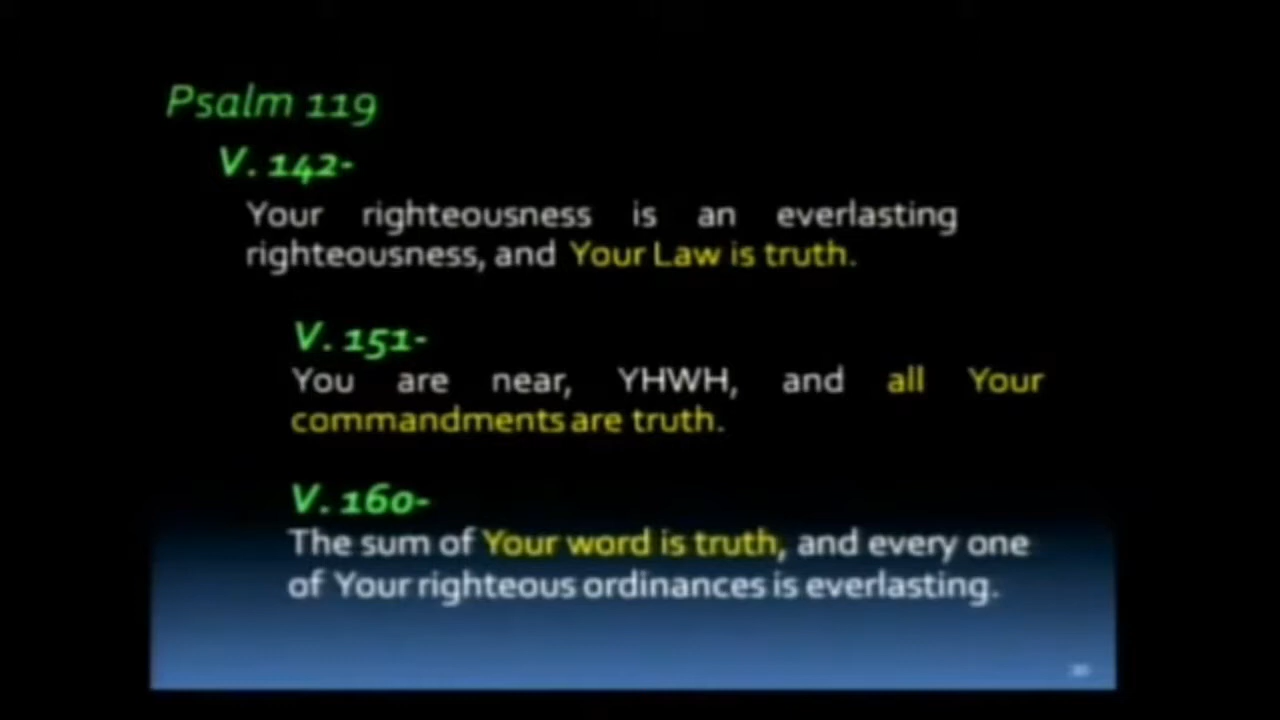 Psalm 119
V. 142-
Your righteousness is an everlasting
righteousness, and Your Law is truth.
V. 151-
You are near, YHWH, and all Your
commandments are truth.
V. 160-
The sum of Your word is truth, and every one
of Your righteous ordinances is everlasting.